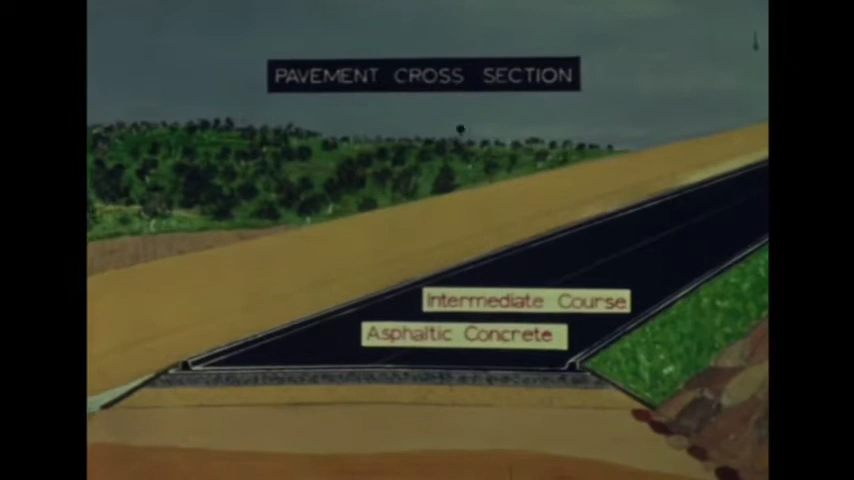 PAVEMENT CROSS SECTION
Intermediate Course
Asphaltic Concrete